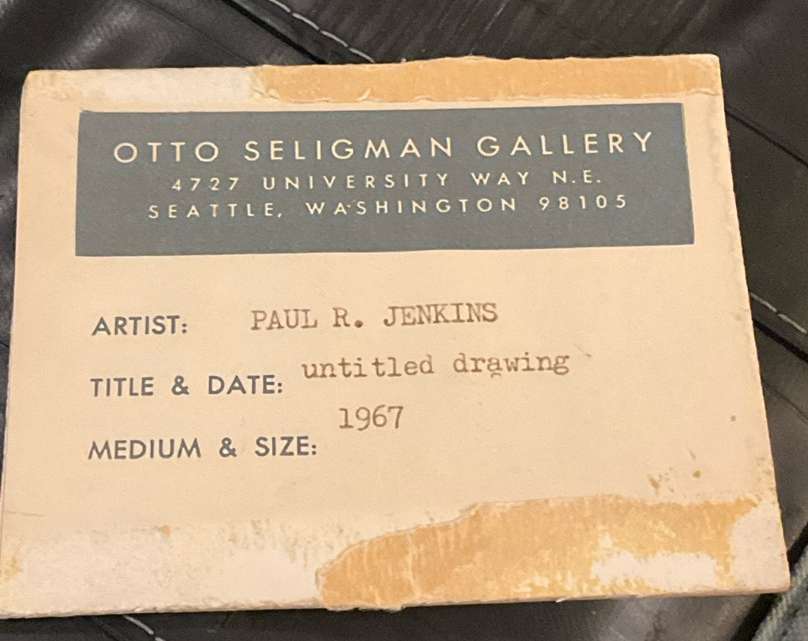 OTTO SELIGMAN GALLERY
4727 UNIVERSITY WAY N.E.
SEATTLE, WASHINGTON 98105
ARTIST: PAUL R. JENKINS
TITLE & DATE: untitled drawing
1967
MEDIUM & SIZE: